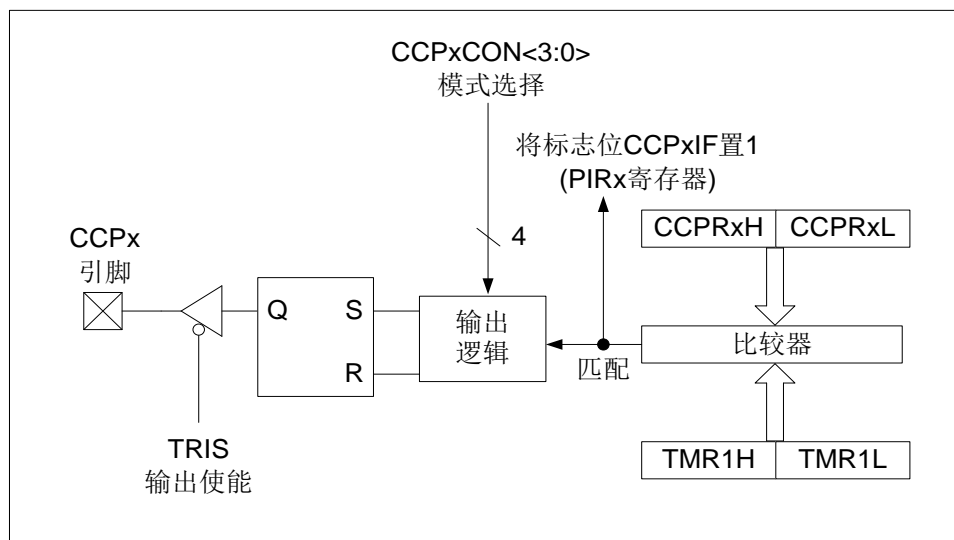 CCPxCON<3:0>
模式选择
将标志位CCPxIF置1
(PIRx寄存器)
4
CCPRxH CCPRxL
CCPx
引脚
Q
S
R
输出
逻辑
匹配
比较器
TRIS
输出使能
TMR1H TMR1L